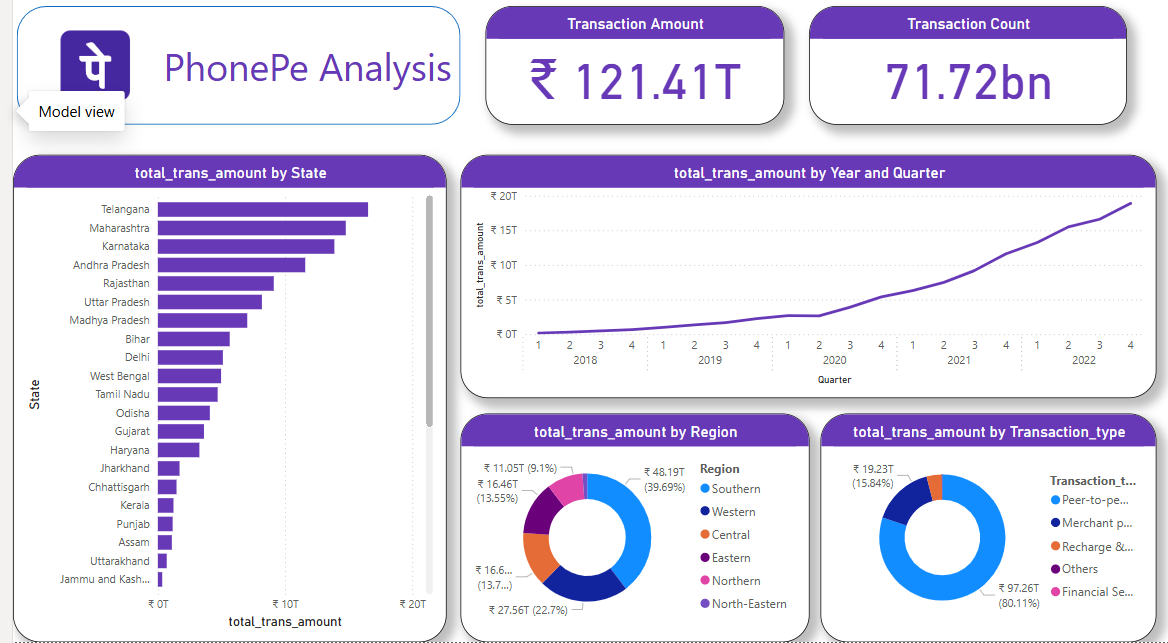 पे
PhonePe Analysis
Model view
Transaction Amount
₹ 121.41T
Transaction Count
71.72bn
total_trans_amount by State
State
Telangana
Maharashtra
Karnataka
Andhra Pradesh
Rajasthan
Uttar Pradesh
Madhya Pradesh
Bihar
Delhi
West Bengal
Tamil Nadu
Odisha
Gujarat
Haryana
Jharkhand
Chhattisgarh
Kerala
Punjab
Assam
Uttarakhand
Jammu and Kash...
₹ 0T ₹ 10T ₹ 20T
total_trans_amount
total_trans_amount by Year and Quarter
total_trans_amount
₹ 20T
₹ 15T
₹ 10T
₹ 5T
₹ 0T
1 2 3 4 1 2 3 4 1 2 3 4 1 2 3 4 1 2 3 4
2018 2019 2020 2021 2022
Quarter
total_trans_amount by Region
₹ 11.05T (9.1%)
₹ 16.46T
(13.55%)
₹ 16.6...
(13.7...)
₹ 27.56T (22.7%)
₹ 48.19T
(39.69%)
Region
Southern
Western
Central
Eastern
Northern
North-Eastern
total_trans_amount by Transaction_type
₹ 19.23T
(15.84%)
₹ 97.26T
(80.11%)
Transaction_t...
Peer-to-pe...
Merchant p...
Recharge &...
Others
Financial Se...